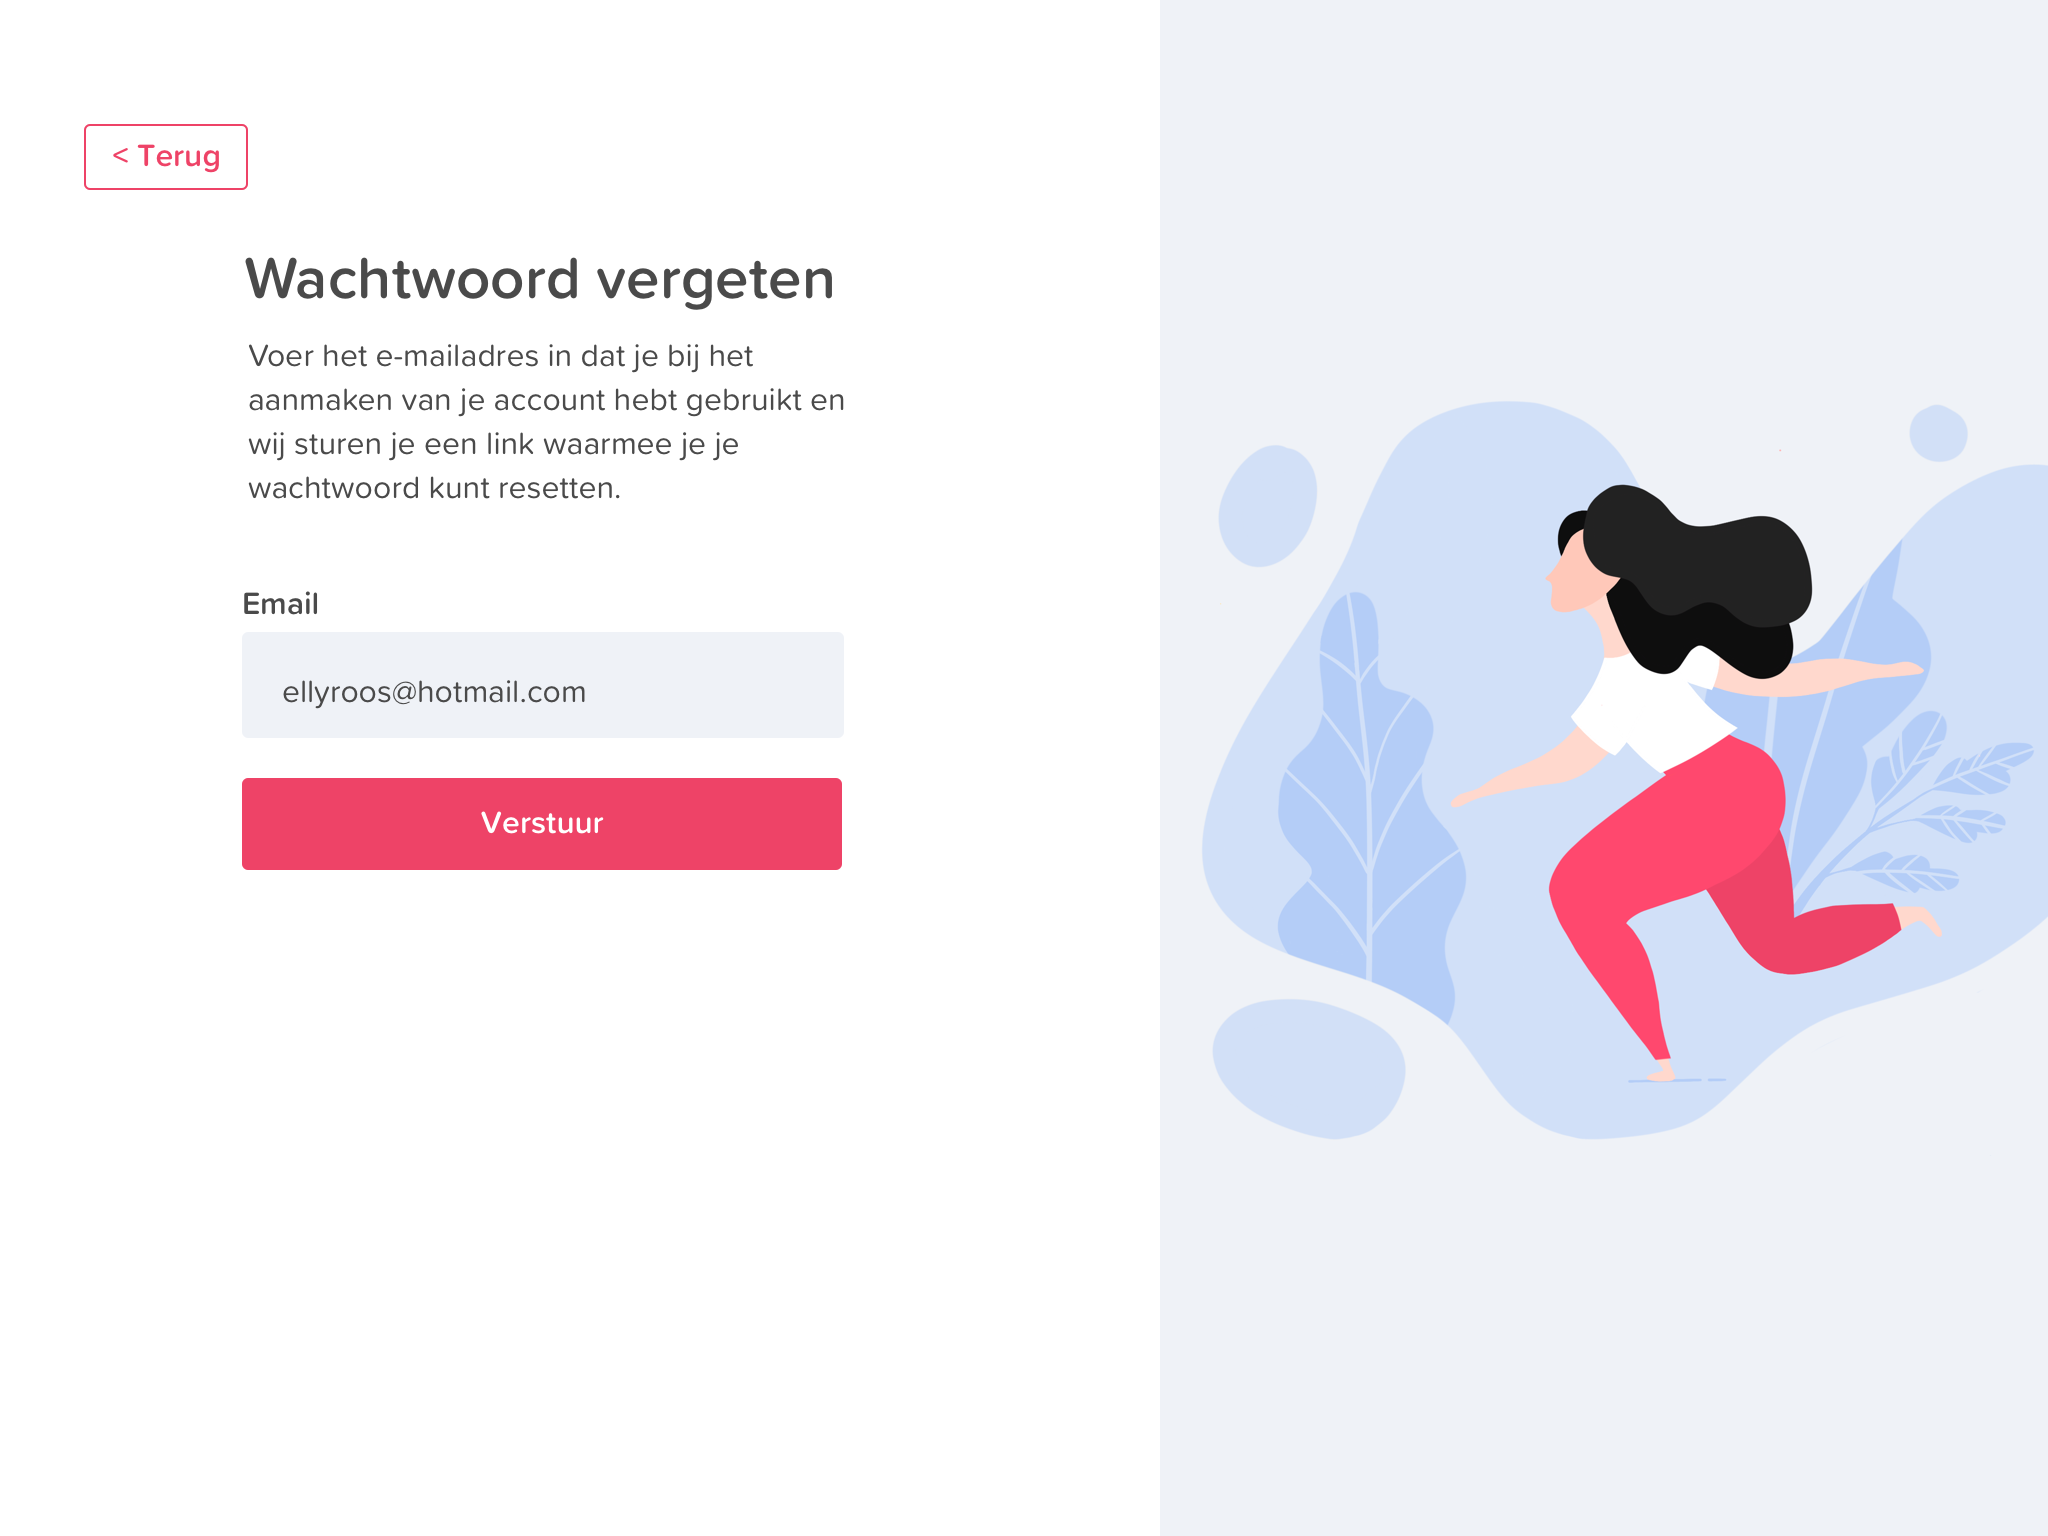 < Terug
Wachtwoord vergeten
Voer het e-mailadres in dat je bij het
aanmaken van je account hebt gebruikt en
wij sturen je een link waarmee je je
wachtwoord kunt resetten.
Email
ellyroos@hotmail.com
Verstuur